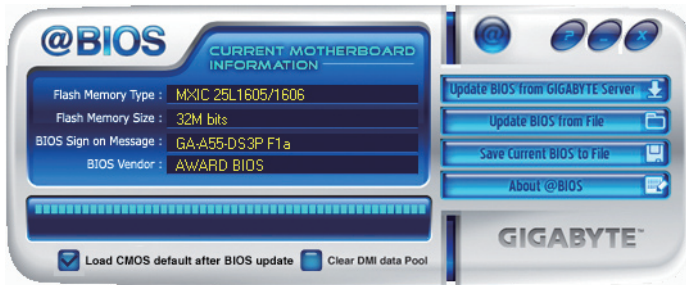 @BIOS
CURRENT MOTHERBOARD
INFORMATION
Flash Memory Type : MXIC 25L1605/1606
Flash Memory Size : 32M bits
BIOS Sign on Message : GA-A55-DS3P F1a
BIOS Vendor : AWARD BIOS
Load CMOS default after BIOS update
Clear DMI data Pool
@
? – X
Update BIOS from GIGABYTE Server
Update BIOS from File
Save Current BIOS to File
About @BIOS
GIGABYTE™